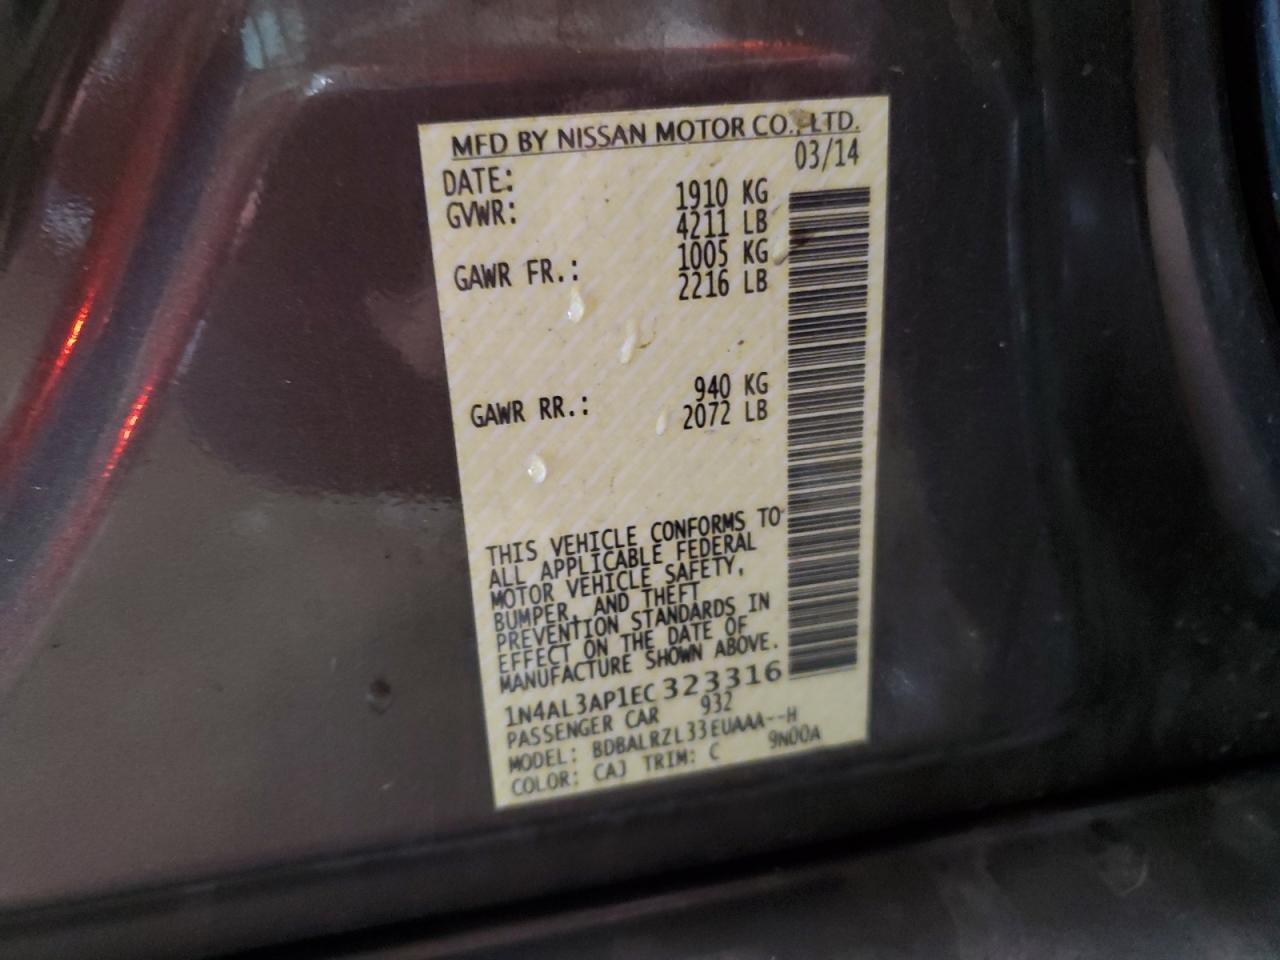 MFD BY NISSAN MOTOR CO., LTD.
DATE: 03/14
GVWR: 1910 KG
4211 LB
GAWR FR.: 1005 KG
2216 LB
GAWR RR.: 940 KG
2072 LB
THIS VEHICLE CONFORMS TO
ALL APPLICABLE FEDERAL
MOTOR VEHICLE SAFETY,
BUMPER, AND THEFT
PREVENTION STANDARDS IN
EFFECT ON THE DATE OF
MANUFACTURE SHOWN ABOVE.
1N4AL3AP1EC323316
PASSENGER CAR 932
MODEL: BDBALRZL33EUAAA--H
COLOR: CAJ TRIM: C 9N00A